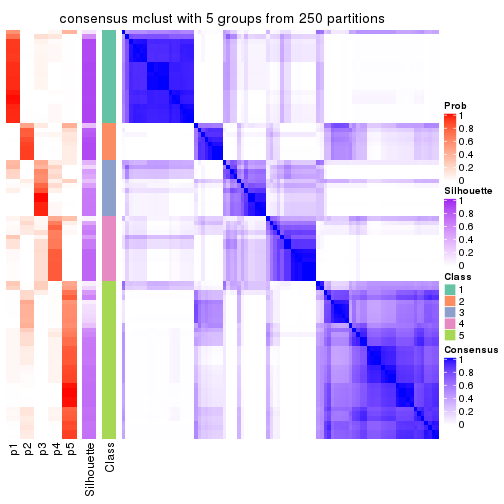 consensus mclust with 5 groups from 250 partitions
Prob
1
0.8
0.6
0.4
0.2
0
Silhouette
1
0.8
0.6
0.4
0.2
0
Class
1
2
3
4
5
Consensus
1
0.8
0.6
0.4
0.2
0
p1
p2
p3
p4
p5
Silhouette
Class